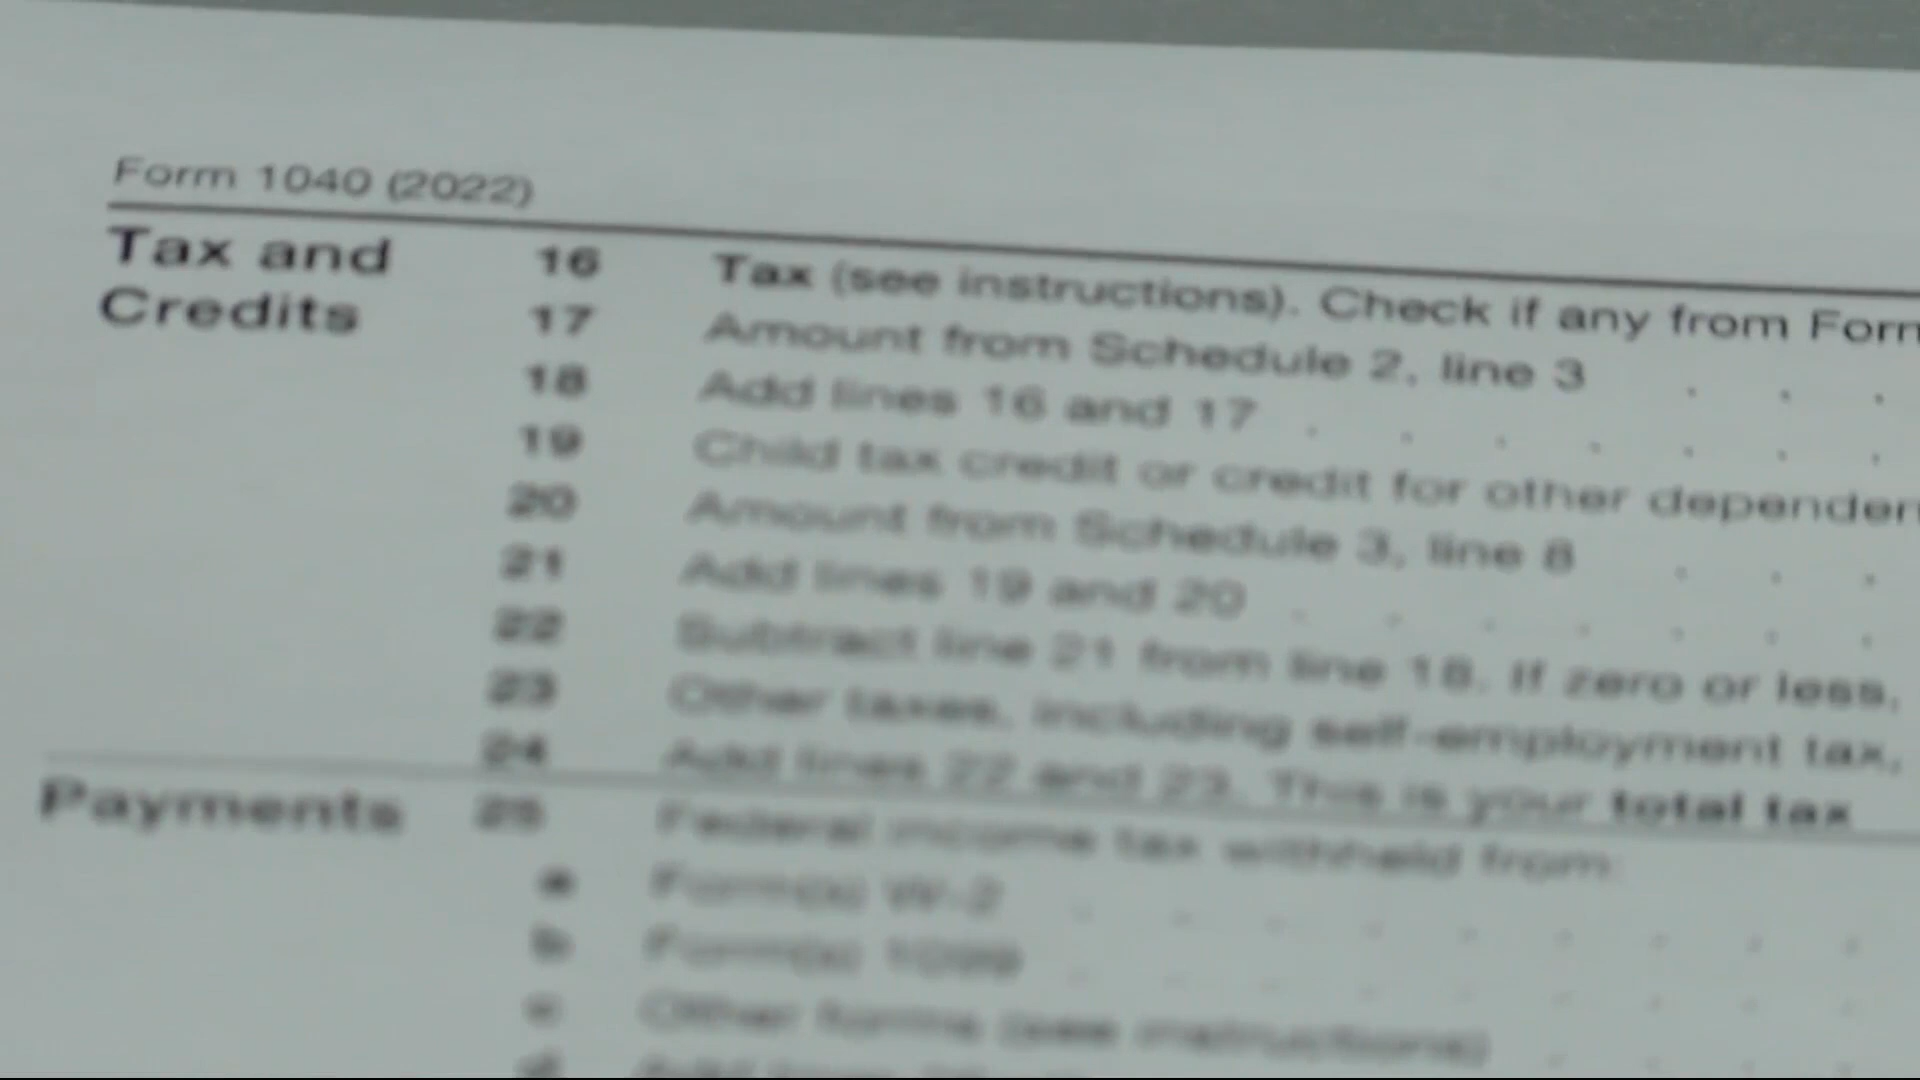 Form 1040 (2022)
Tax and Credits
16 Tax (see instructions). Check if any from Form
17 Amount from Schedule 2, line 3
18 Add lines 16 and 17
19 Child tax credit or credit for other dependen
20 Amount from Schedule 3, line 8
21 Add lines 19 and 20
22 Subtract line 21 from line 18. If zero or less,
23 Other taxes, including self-employment tax,
24 Add lines 22 and 23. This is your total tax
Payments 25 Federal income tax withheld from:
a Form(s) W-2
b Form(s) 1099
c Other forms (see instructions)
d Add lines